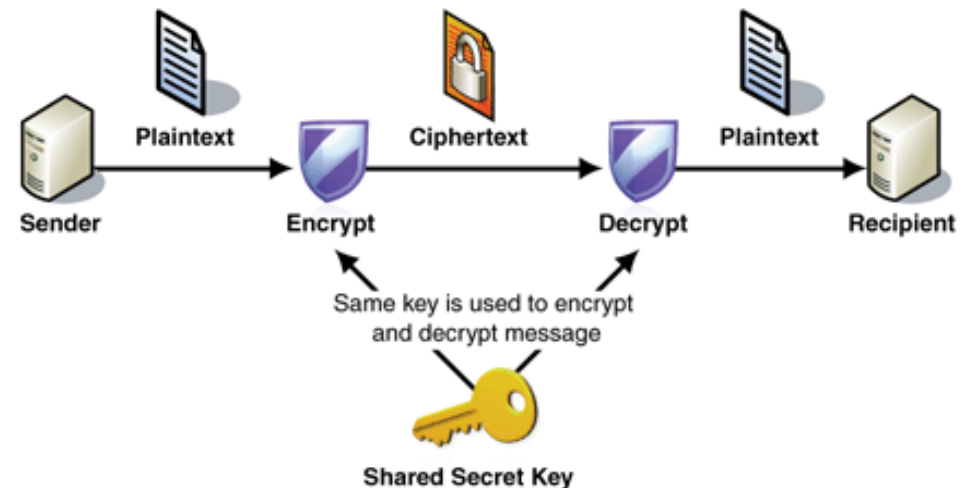 Plaintext
Ciphertext
Plaintext
Sender
Encrypt
Decrypt
Recipient
Same key is used to encrypt
and decrypt message
Shared Secret Key